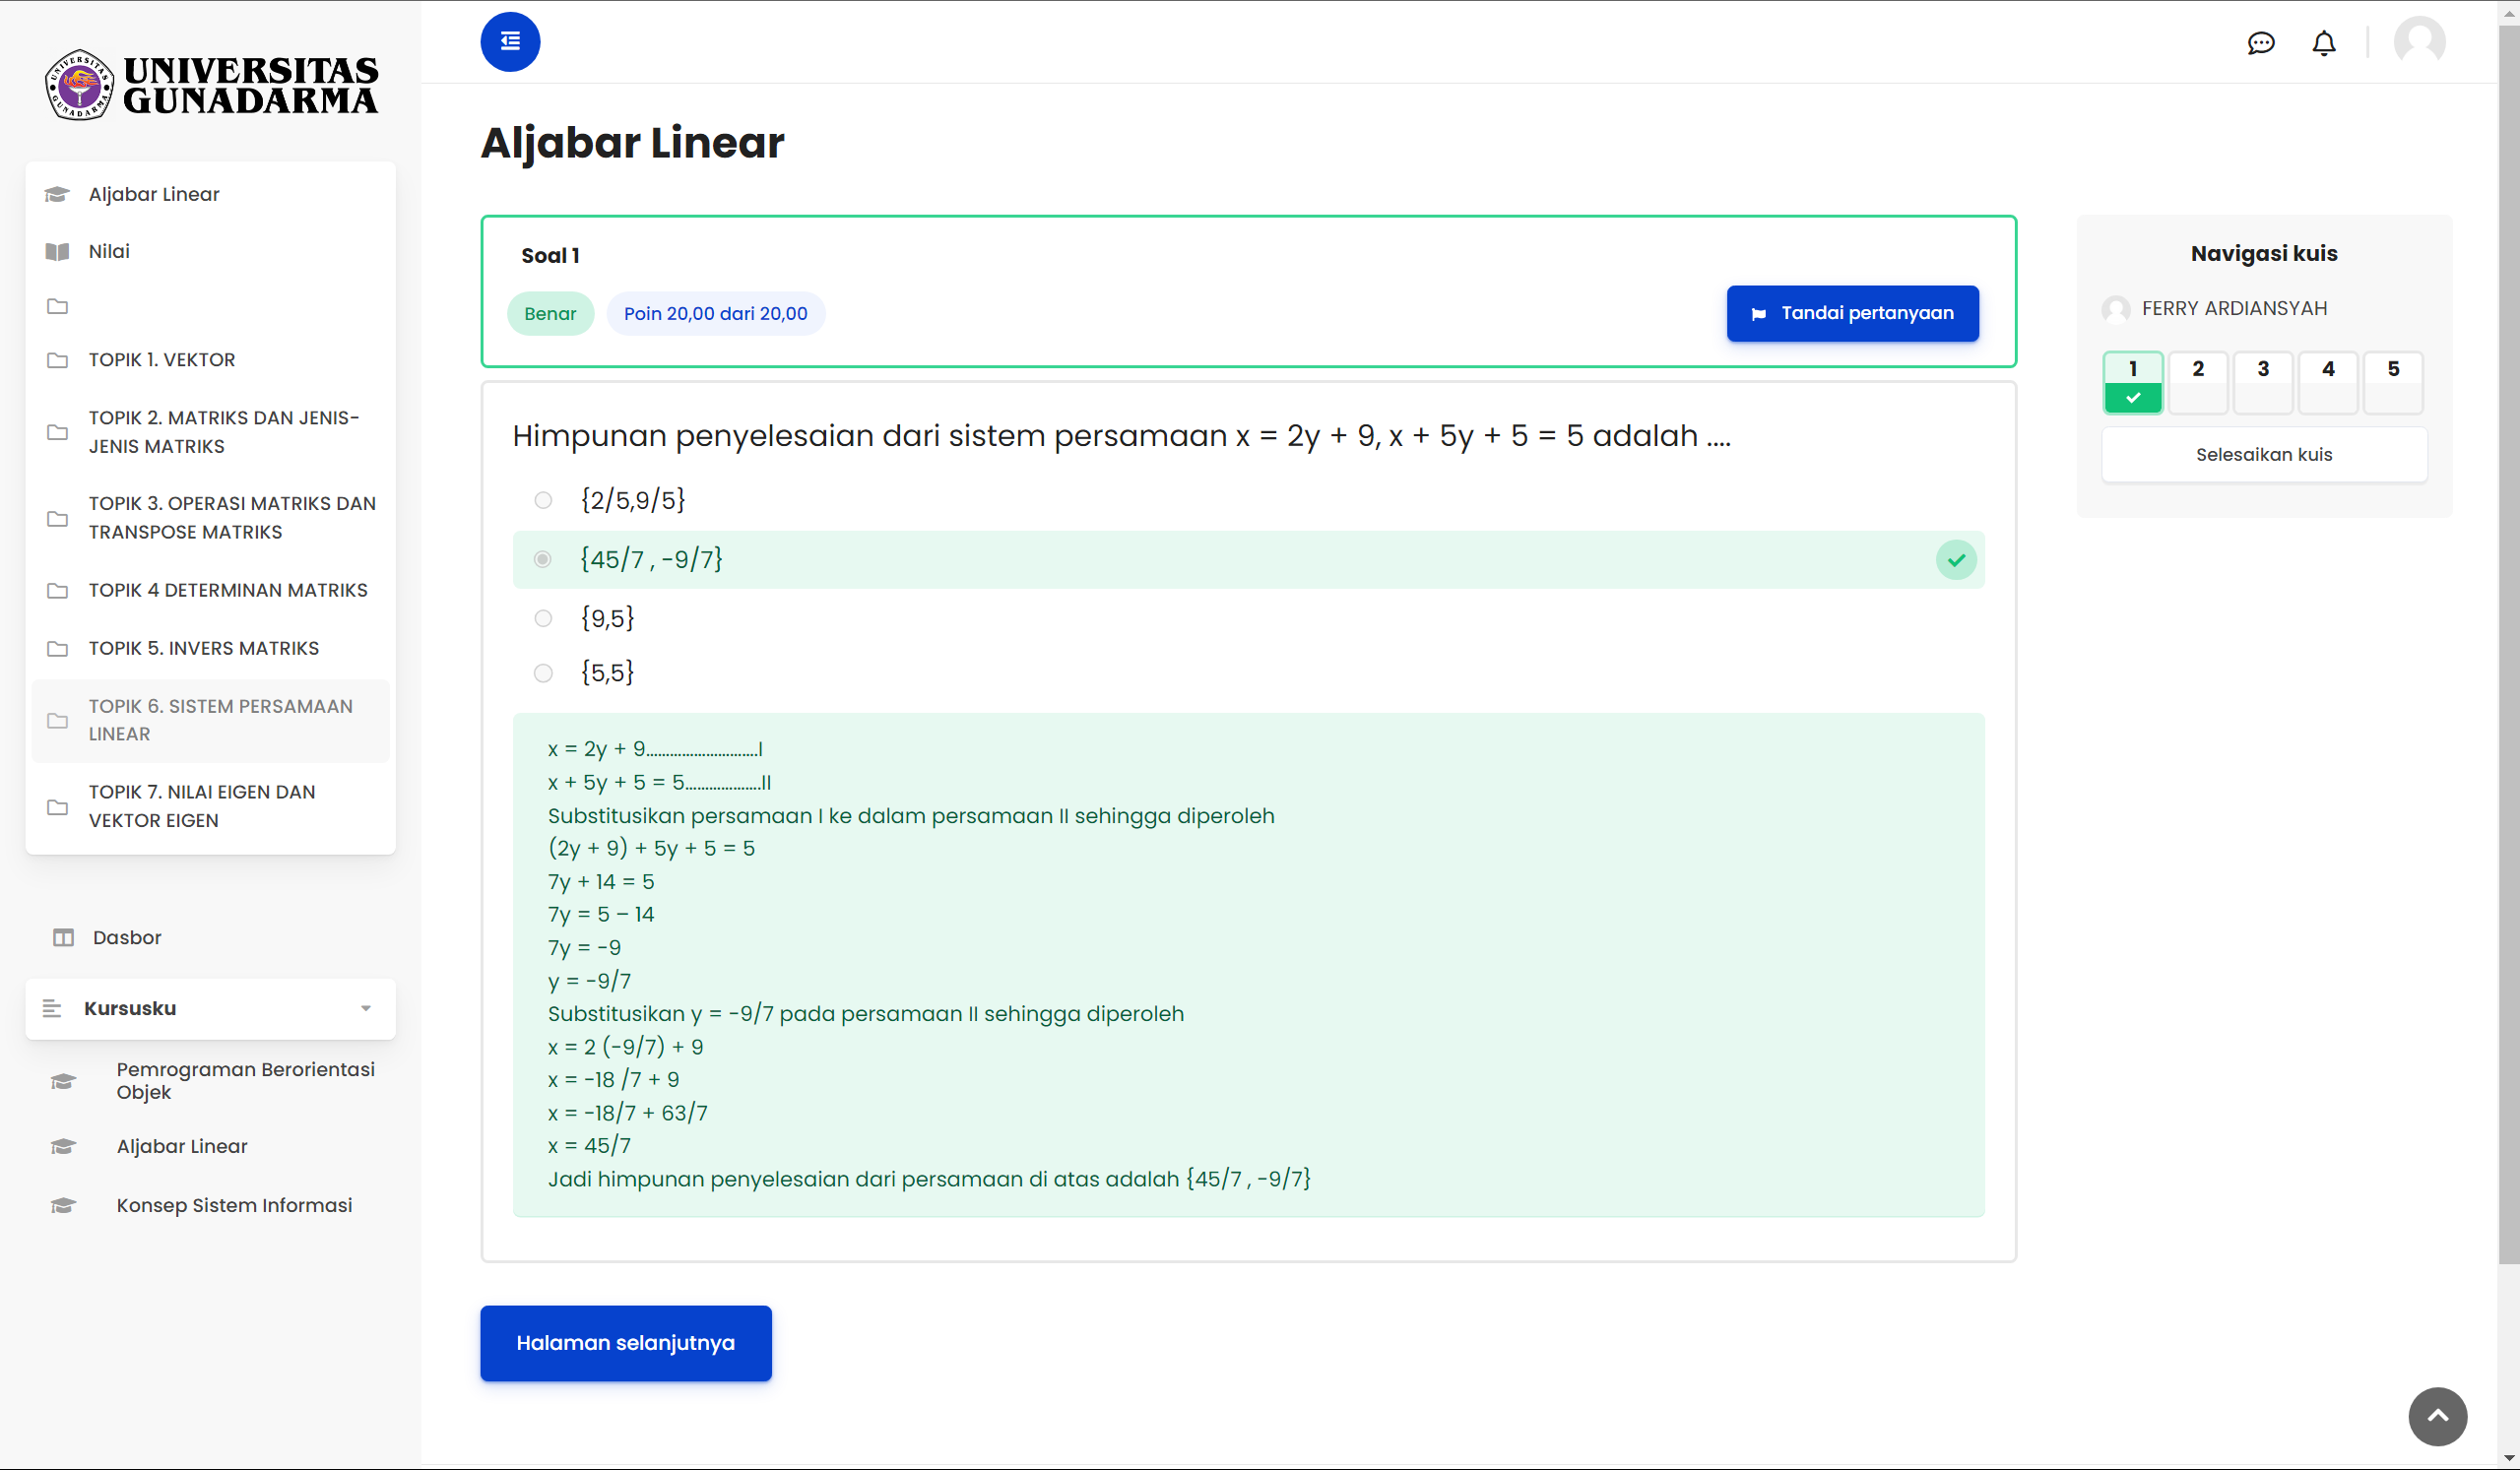 UNIVERSITAS
GUNADARMA
Aljabar Linear
Nilai
TOPIK 1. VEKTOR
TOPIK 2. MATRIKS DAN JENIS-
JENIS MATRIKS
TOPIK 3. OPERASI MATRIKS DAN
TRANSPOSE MATRIKS
TOPIK 4 DETERMINAN MATRIKS
TOPIK 5. INVERS MATRIKS
TOPIK 6. SISTEM PERSAMAAN
LINEAR
TOPIK 7. NILAI EIGEN DAN
VEKTOR EIGEN
Dasbor
Kursusku
Pemrograman Berorientasi
Objek
Aljabar Linear
Konsep Sistem Informasi
Aljabar Linear
Soal 1
Benar
Poin 20,00 dari 20,00
Tandai pertanyaan
Himpunan penyelesaian dari sistem persamaan x = 2y + 9, x + 5y + 5 = 5 adalah ....
{2/5,9/5}
{45/7 , -9/7}
{9,5}
{5,5}
x = 2y + 9............................I
x + 5y + 5 = 5...................II
Substitusikan persamaan I ke dalam persamaan II sehingga diperoleh
(2y + 9) + 5y + 5 = 5
7y + 14 = 5
7y = 5 – 14
7y = -9
y = -9/7
Substitusikan y = -9/7 pada persamaan II sehingga diperoleh
x = 2 (-9/7) + 9
x = -18 /7 + 9
x = -18/7 + 63/7
x = 45/7
Jadi himpunan penyelesaian dari persamaan di atas adalah {45/7 , -9/7}
Halaman selanjutnya
Navigasi kuis
FERRY ARDIANSYAH
1 2 3 4 5
Selesaikan kuis